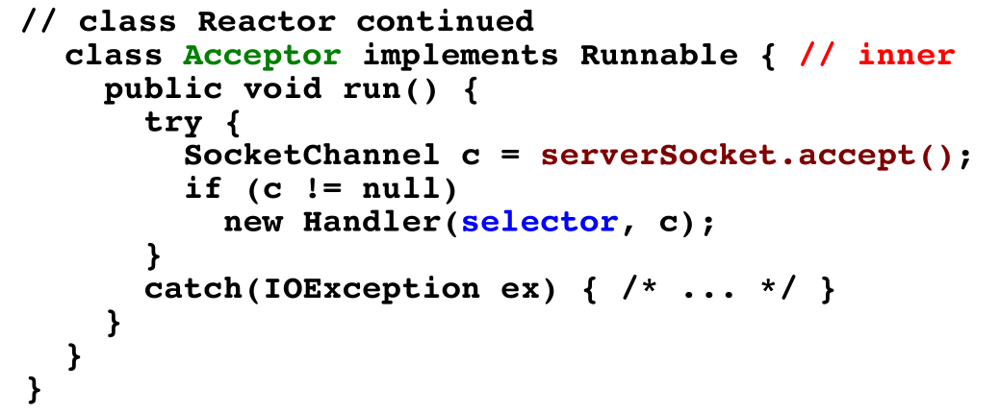 // class Reactor continued
class Acceptor implements Runnable { // inner
public void run() {
try {
SocketChannel c = serverSocket.accept();
if (c != null)
new Handler(selector, c);
}
catch(IOException ex) { /* ... */ }
}
}
}